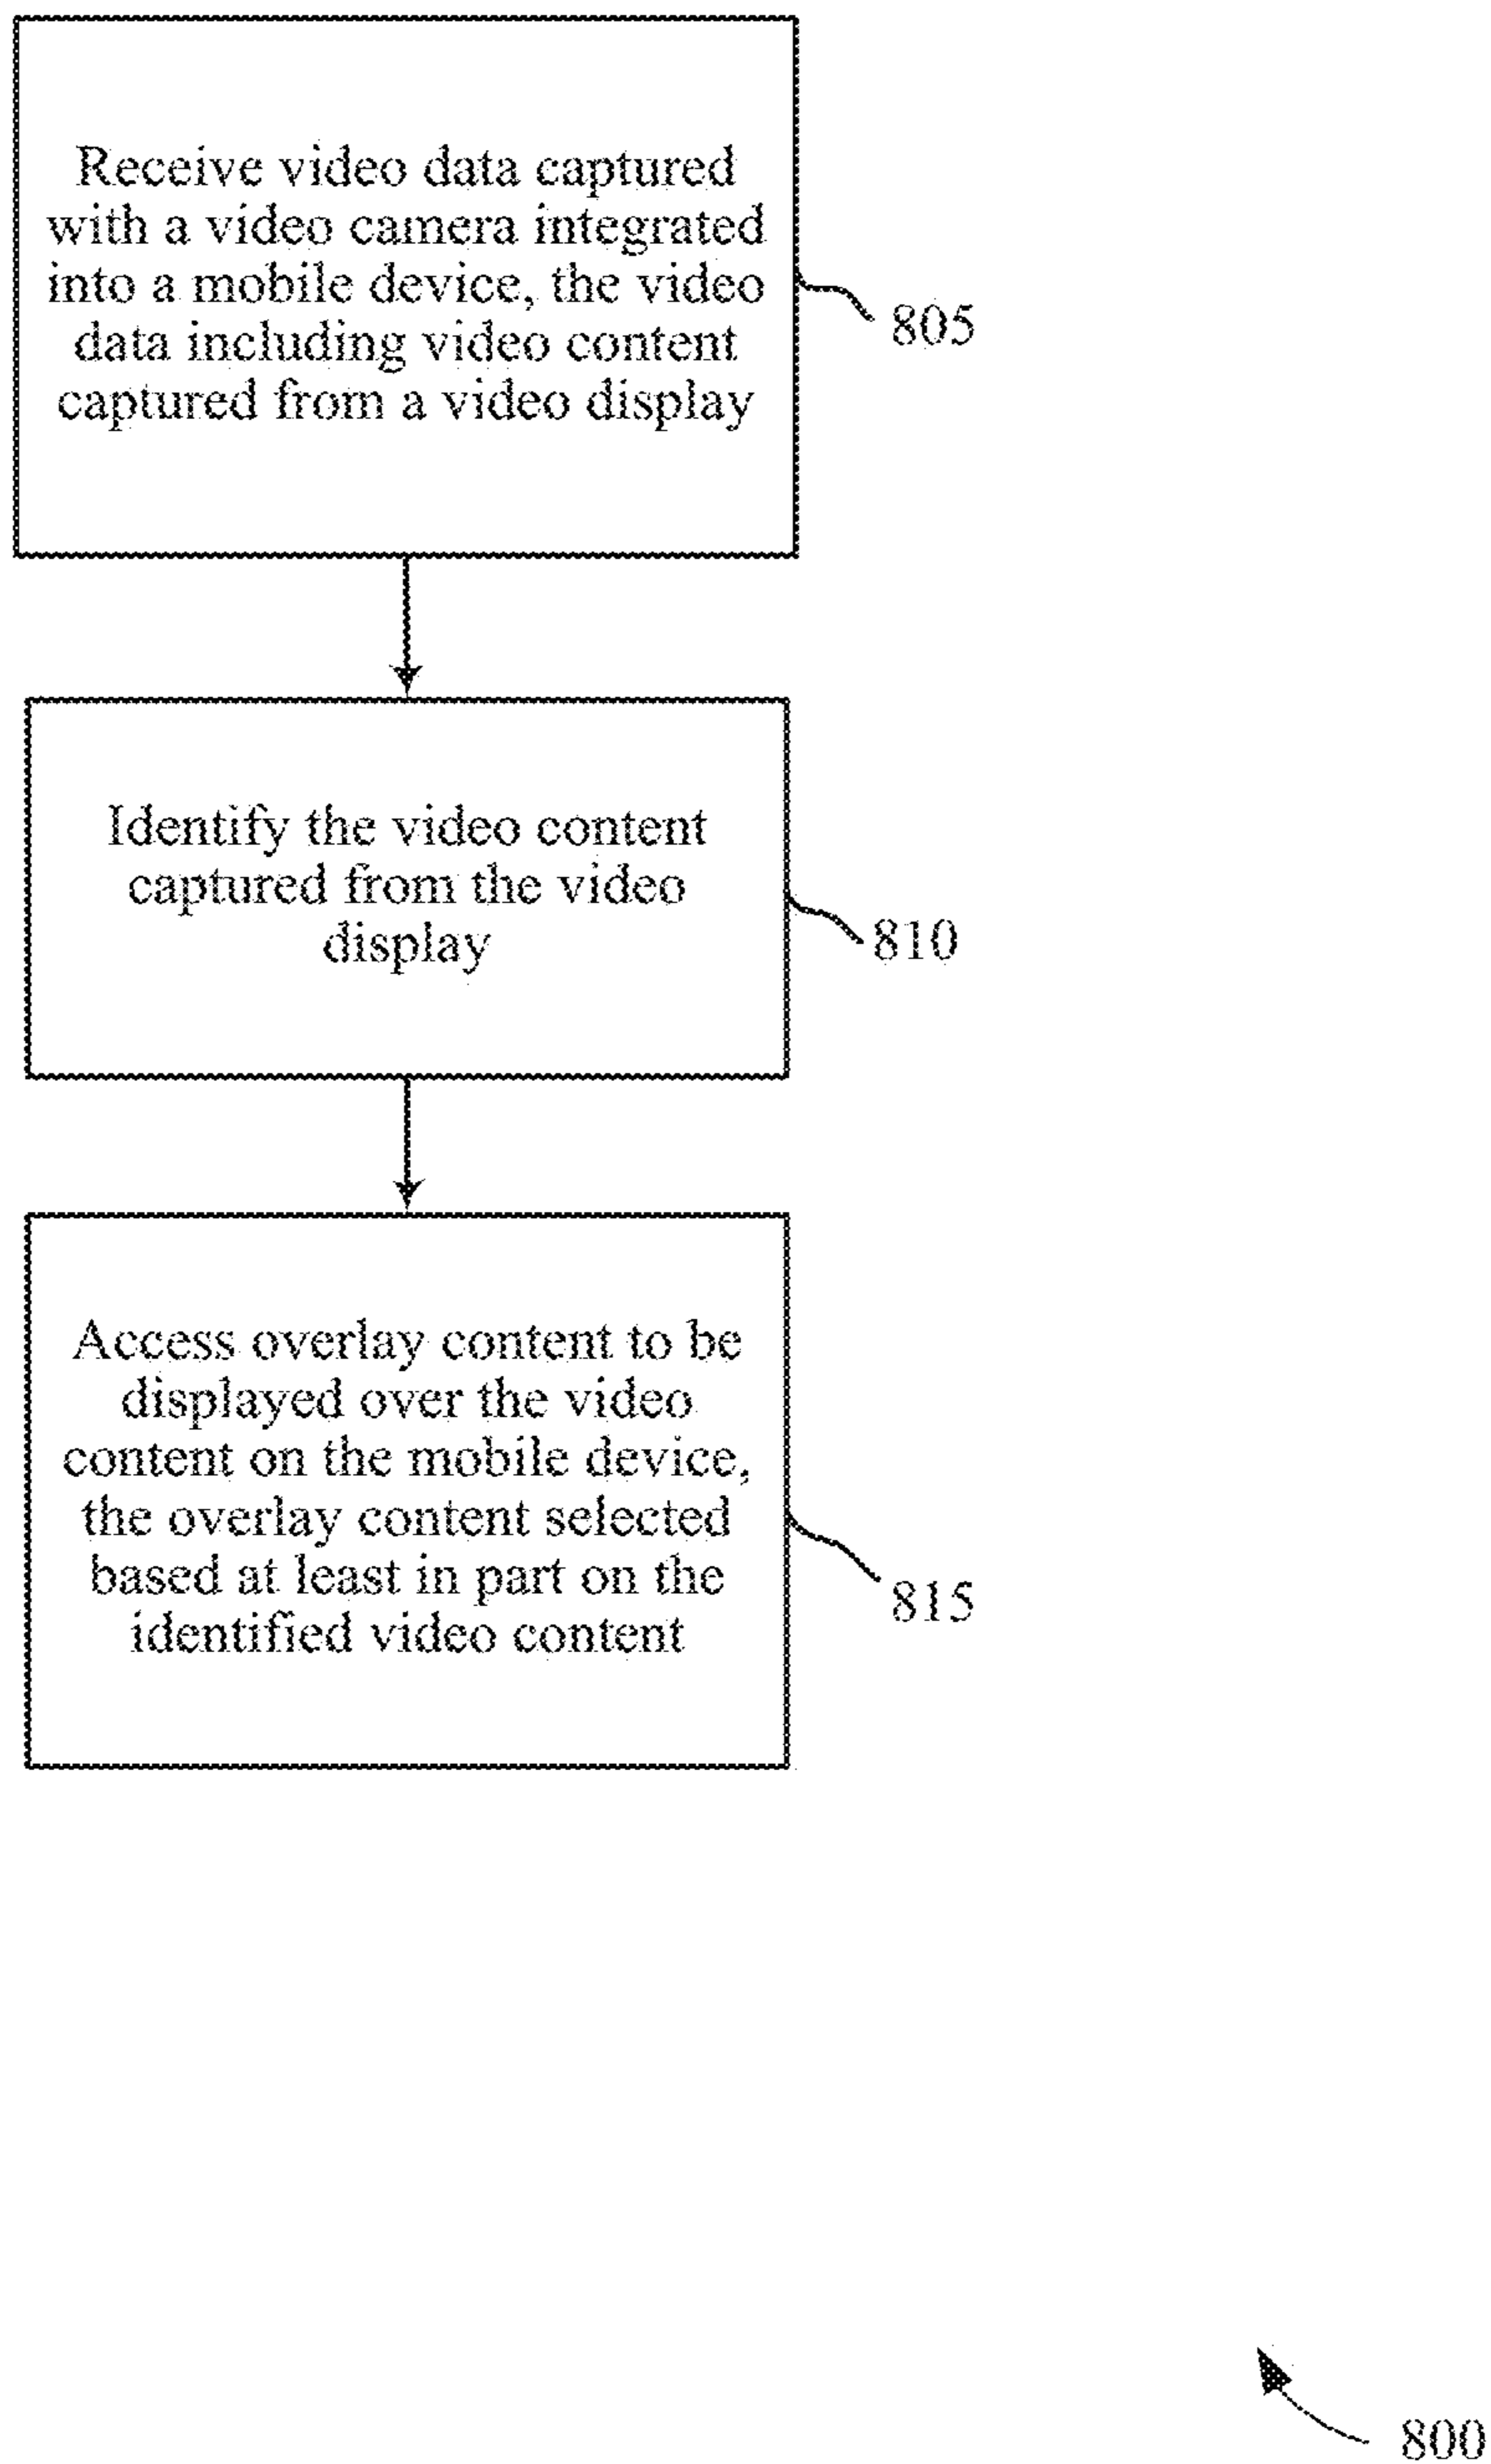 Receive video data captured
with a video camera integrated
into a mobile device, the video
data including video content
captured from a video display
805
Identify the video content
captured from the video
display
810
Access overlay content to be
displayed over the video
content on the mobile device,
the overlay content selected
based at least in part on the
identified video content
815
800